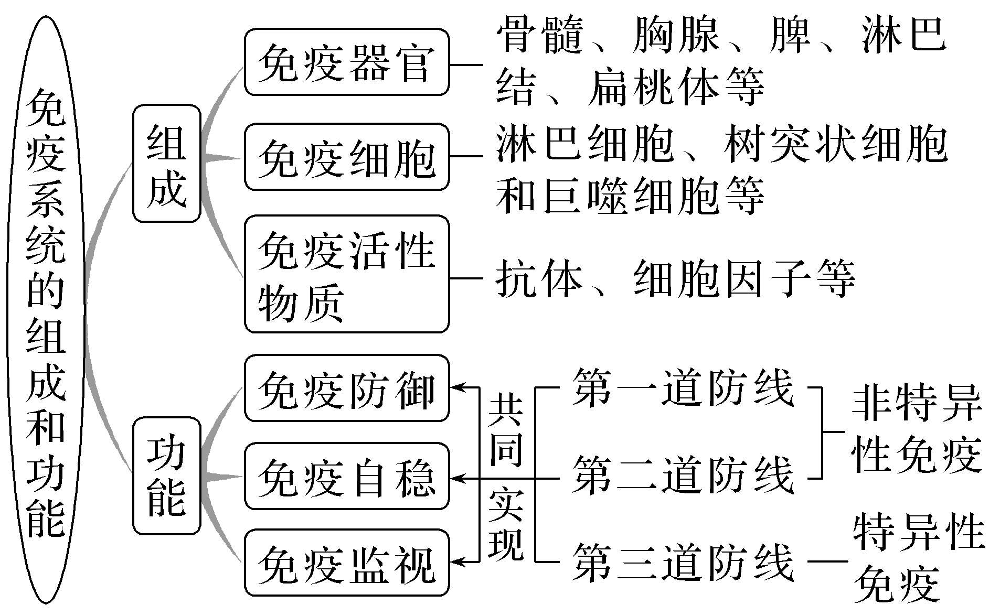 免疫系统的组成和功能
组成
免疫器官
骨髓、胸腺、脾、淋巴
结、扁桃体等
免疫细胞
淋巴细胞、树突状细胞
和巨噬细胞等
免疫活性
物质
抗体、细胞因子等
功能
免疫防御
免疫自稳
免疫监视
共同
实现
第一道防线
第二道防线
第三道防线
非特异
性免疫
特异性
免疫